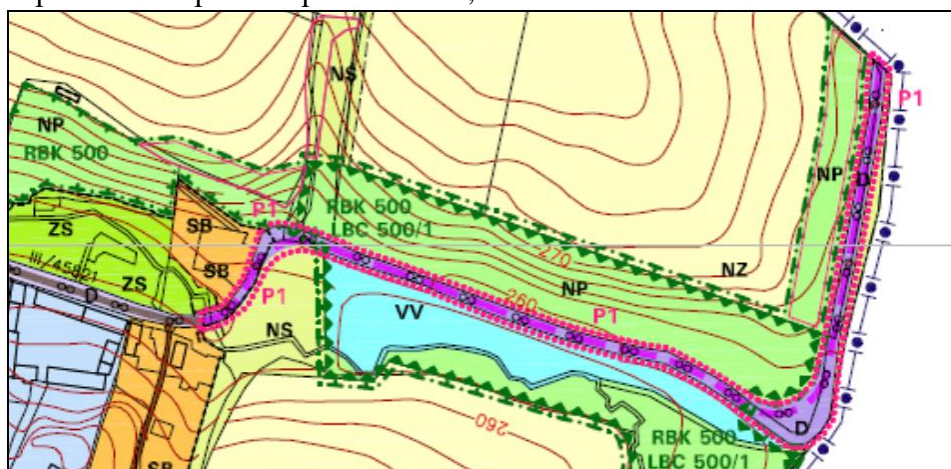 NS
P1
NP
RBK 500
NP
D
P1
RBK 500
LBC 500/1
ZS
SB
III./45821
ZS
SB
270
NZ
D
P1
260
NP
P1
NS
VV
260
D
RBK 500
LBC 500/1
SB